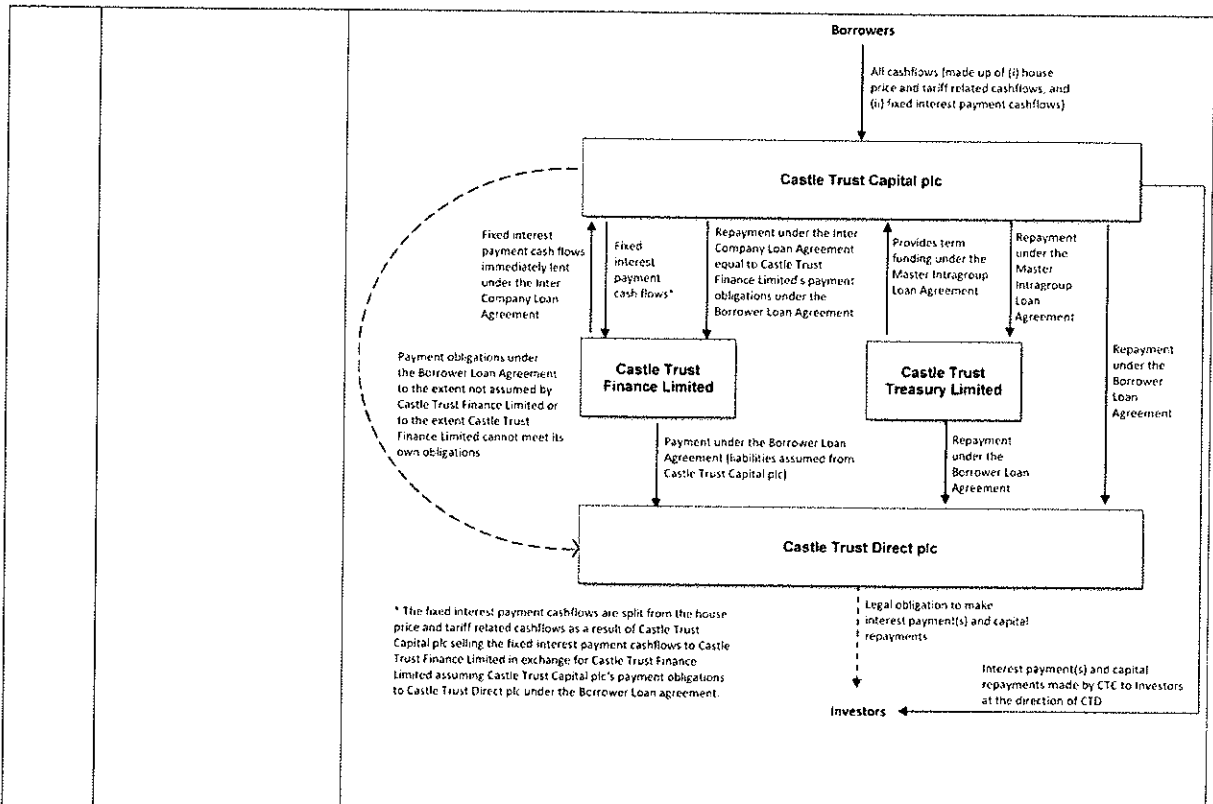 Borrowers
All cashflows (made up of (i) house
price and tariff related cashflows, and
(ii) fixed interest payment cashflows)
Castle Trust Capital plc
Fixed interest
payment cash flows
immediately lent
under the Inter
Company Loan
Agreement
Fixed
interest
payment
cash flows*
Repayment under the Inter
Company Loan Agreement
equal to Castle Trust
Finance Limited's payment
obligations under the
Borrower Loan Agreement
Provides term
funding under the
Master Intragroup
Loan Agreement
Repayment
under the
Master
Intragroup
Loan
Agreement
Repayment
under the
Borrower
Loan
Agreement
Payment obligations under
the Borrower Loan Agreement
to the extent not assumed by
Castle Trust Finance Limited or
to the extent Castle Trust
Finance Limited cannot meet its
own obligations
Castle Trust
Finance Limited
Castle Trust
Treasury Limited
Payment under the Borrower Loan
Agreement (liabilities assumed from
Castle Trust Capital plc)
Repayment
under the
Borrower Loan
Agreement
Castle Trust Direct plc
* The fixed interest payment cashflows are split from the house
price and tariff related cashflows as a result of Castle Trust
Capital plc selling the fixed interest payment cashflows to Castle
Trust Finance Limited in exchange for Castle Trust Finance
Limited assuming Castle Trust Capital plc's payment obligations
to Castle Trust Direct plc under the Borrower Loan agreement.
Legal obligation to make
interest payment(s) and capital
repayments
Interest payment(s) and capital
repayments made by CTC to Investors
at the direction of CTD
Investors